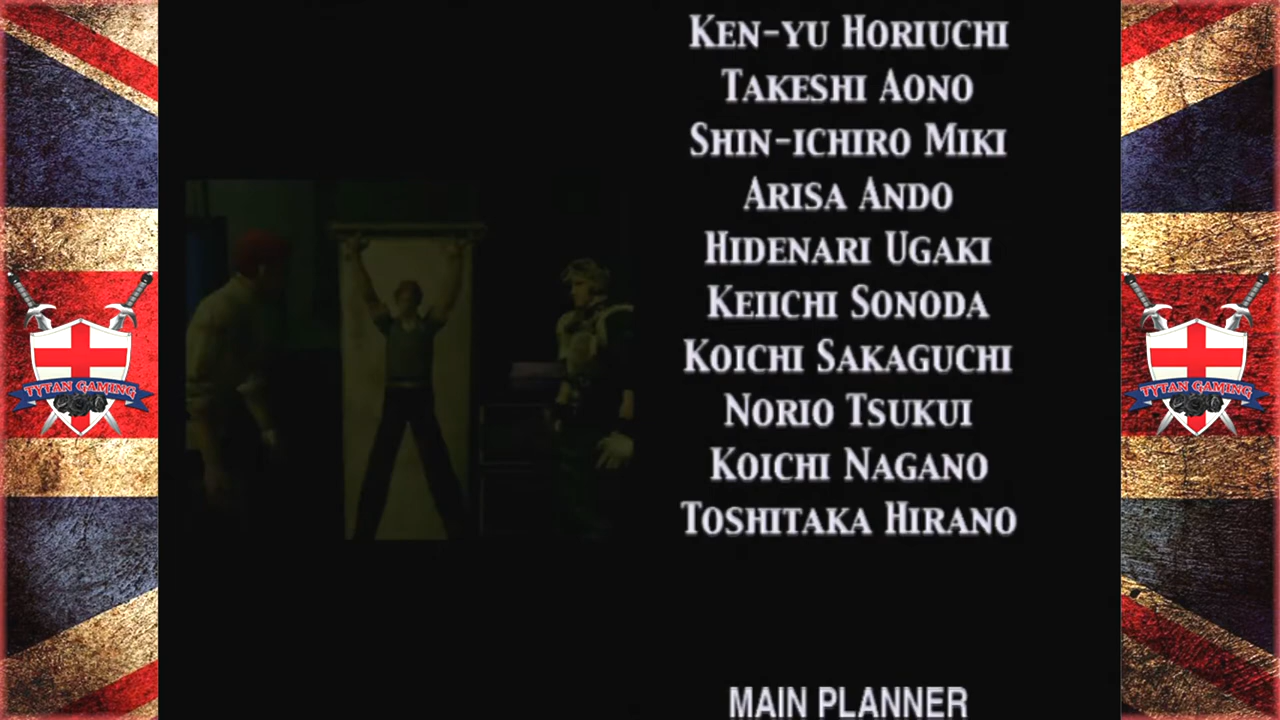 KEN-YU HORIUCHI
TAKESHI AONO
SHIN-ICHIRO MIKI
ARISA ANDO
HIDENARI UGAKI
KEIICHI SONODA
KOICHI SAKAGUCHI
NORIO TSUKUI
KOICHI NAGANO
TOSHITAKA HIRANO
MAIN PLANNER
TYTAN GAMING
TYTAN GAMING